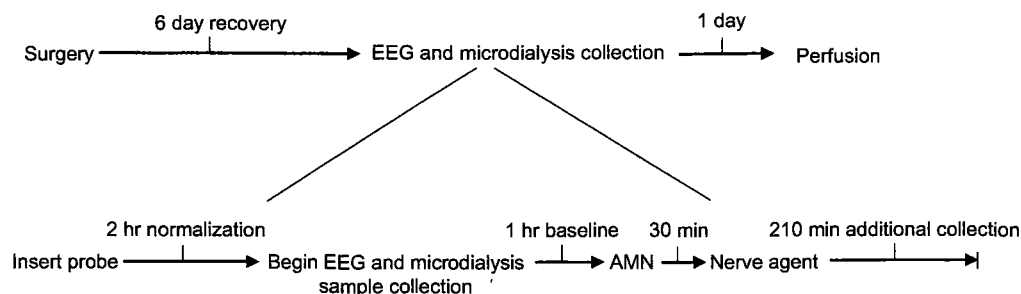 6 day recovery
1 day
Surgery
EEG and microdialysis collection
Perfusion
2 hr normalization
1 hr baseline
30 min
210 min additional collection
Insert probe
Begin EEG and microdialysis
sample collection
AMN
Nerve agent